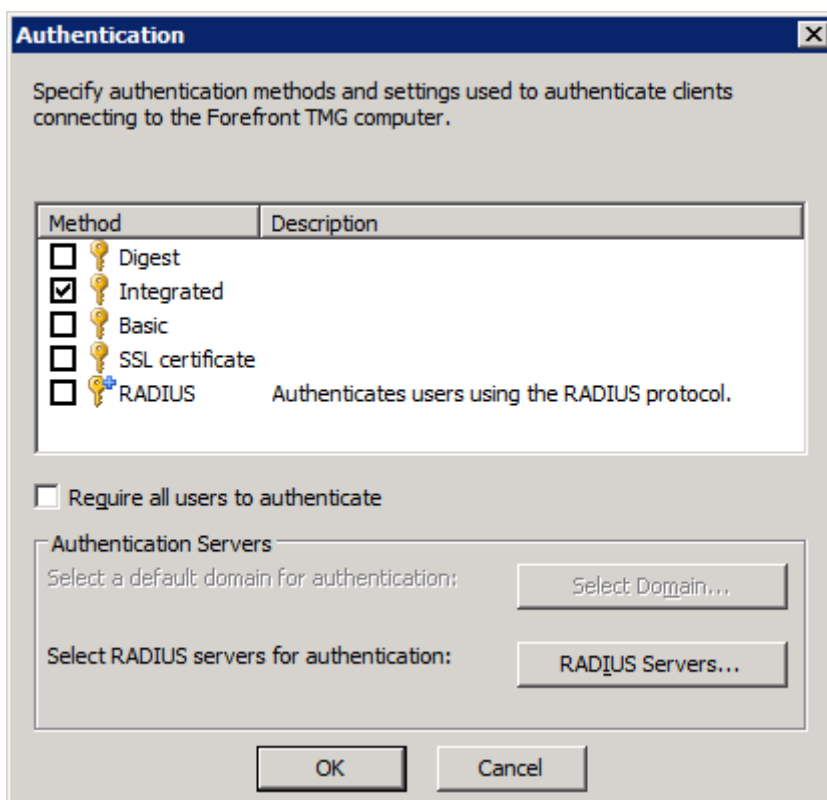 Authentication
Specify authentication methods and settings used to authenticate clients
connecting to the Forefront TMG computer.
Method Description
Digest
Integrated
Basic
SSL certificate
RADIUS Authenticates users using the RADIUS protocol.
Require all users to authenticate
Authentication Servers
Select a default domain for authentication: Select Domain...
Select RADIUS servers for authentication: RADIUS Servers...
OK Cancel